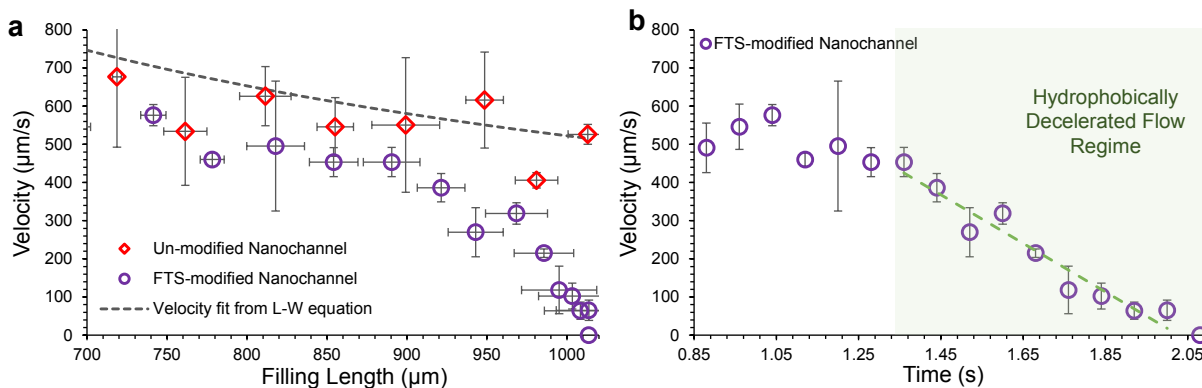 a
800
700
600
500
400
300
200
100
0
Velocity (µm/s)
Un-modified Nanochannel
FTS-modified Nanochannel
Velocity fit from L-W equation
700
750
800
850
900
950
1000
Filling Length (µm)
b
800
700
600
500
400
300
200
100
0
Velocity (µm/s)
FTS-modified Nanochannel
Hydrophobically
Decelerated Flow
Regime
0.85
1.05
1.25
1.45
1.65
1.85
2.05
Time (s)